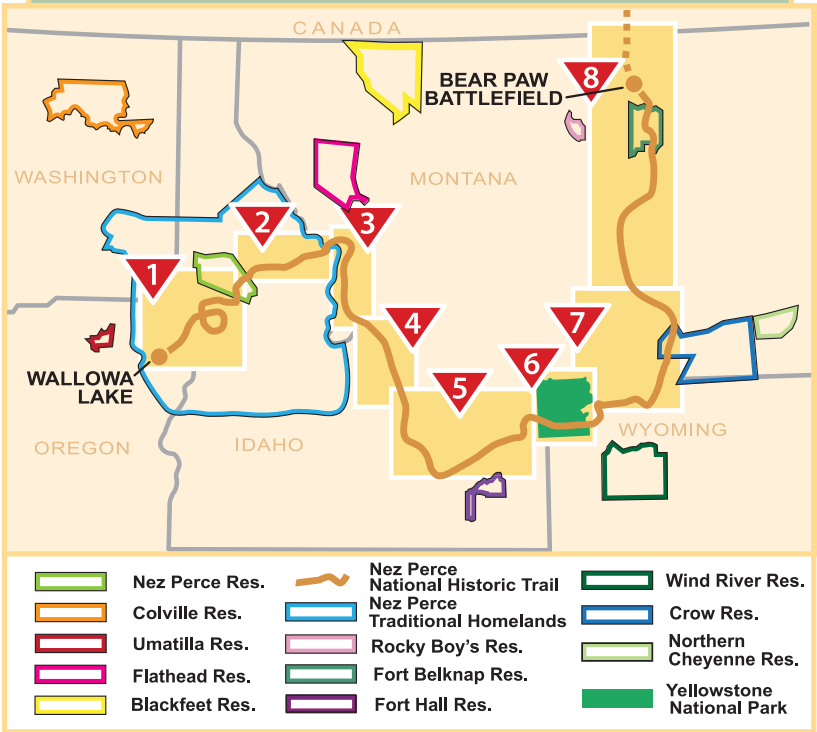 CANADA
BEAR PAW
BATTLEFIELD
8
WASHINGTON
MONTANA
2
3
1
4
7
6
5
WALLOWA
LAKE
OREGON
IDAHO
WYOMING
Nez Perce Res.
Colville Res.
Umatilla Res.
Flathead Res.
Blackfeet Res.
Nez Perce
National Historic Trail
Nez Perce
Traditional Homelands
Rocky Boy's Res.
Fort Belknap Res.
Fort Hall Res.
Wind River Res.
Crow Res.
Northern
Cheyenne Res.
Yellowstone
National Park